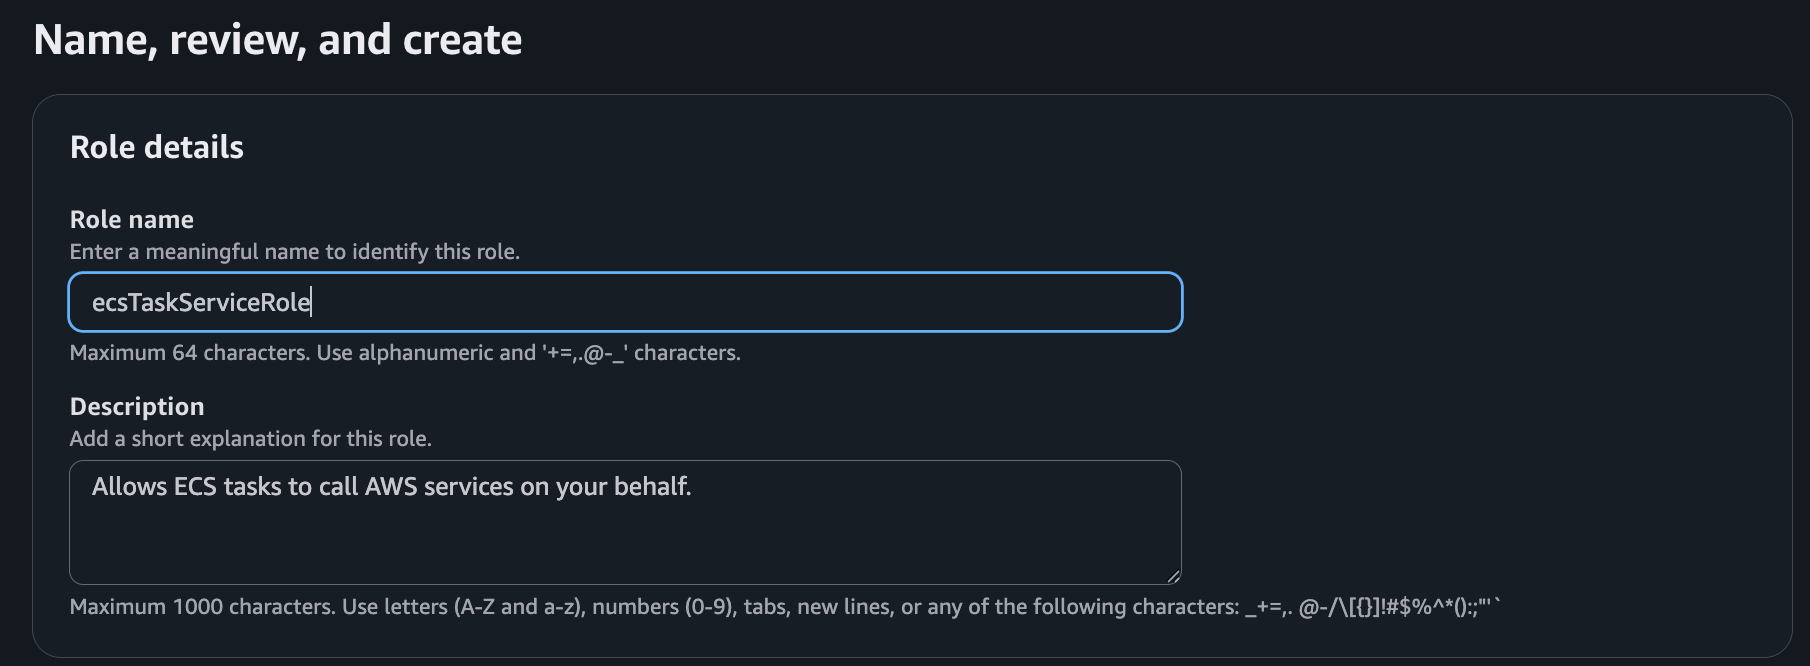 Name, review, and create
Role details
Role name
Enter a meaningful name to identify this role.
ecsTaskServiceRole
Maximum 64 characters. Use alphanumeric and '+=,.@-_' characters.
Description
Add a short explanation for this role.
Allows ECS tasks to call AWS services on your behalf.
Maximum 1000 characters. Use letters (A-Z and a-z), numbers (0-9), tabs, new lines, or any of the following characters: _+=,. @-/\[{}]!#$%^*():;"'`